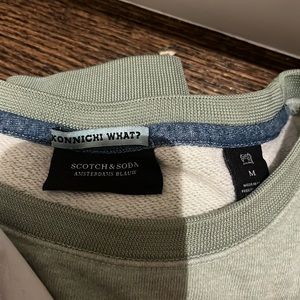 KONNICHI WHAT?
SCOTCH & SODA
AMSTERDAMS BLAUW
M